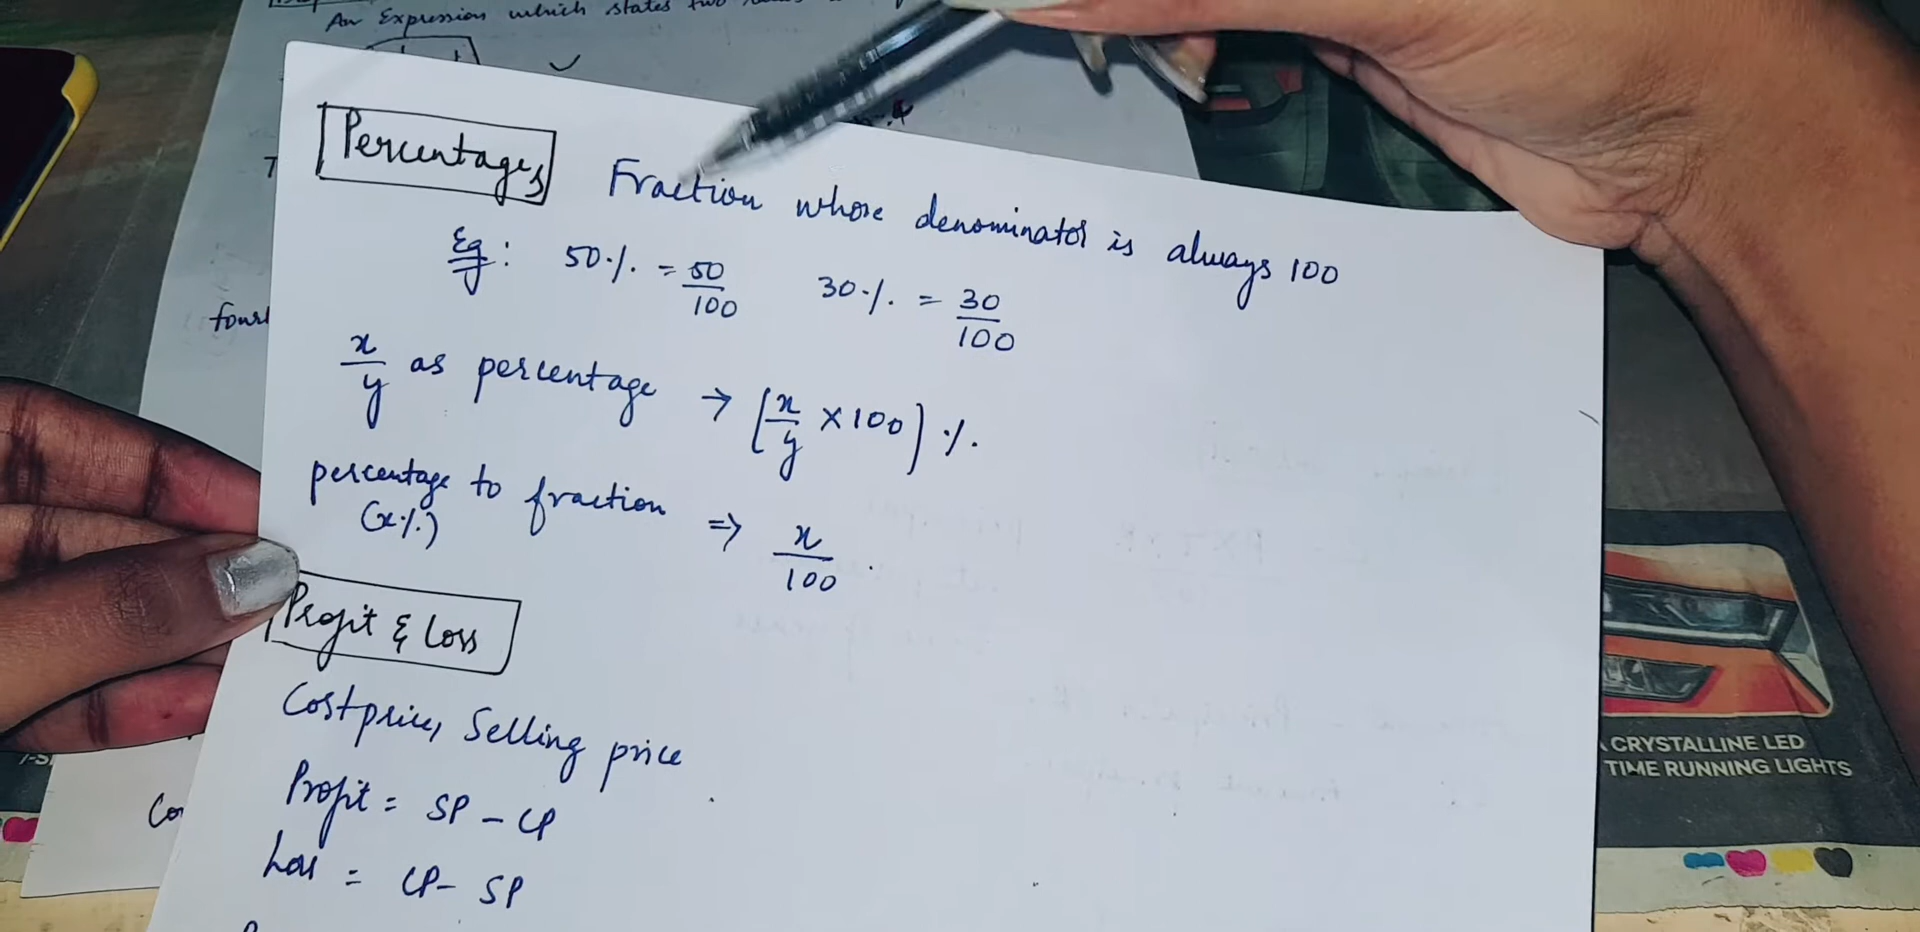 An Expression which states two
Percentages
Fraction whose denominator is always 100
Eg: 50% = 50/100 30% = 30/100
x/y as percentage → (x/y × 100) %.
percentage to fraction ⇒ x/100.
(x%)
Profit & Loss
Costprice, Selling price
Profit = SP - CP
Loss = CP - SP
CRYSTALLINE LED
TIME RUNNING LIGHTS